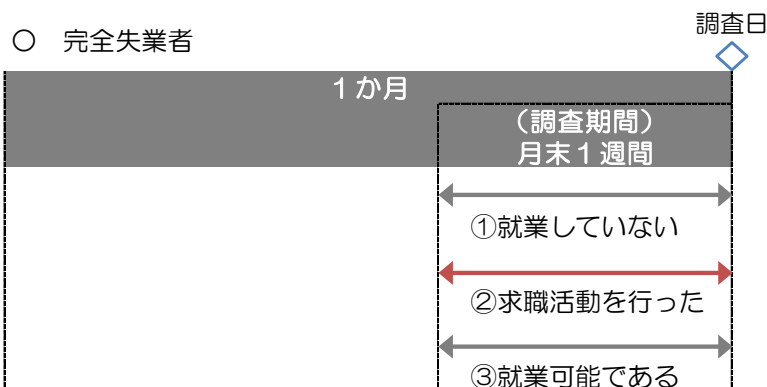 調査日
○ 完全失業者
１か月
（調査期間）
月末１週間
①就業していない
②求職活動を行った
③就業可能である